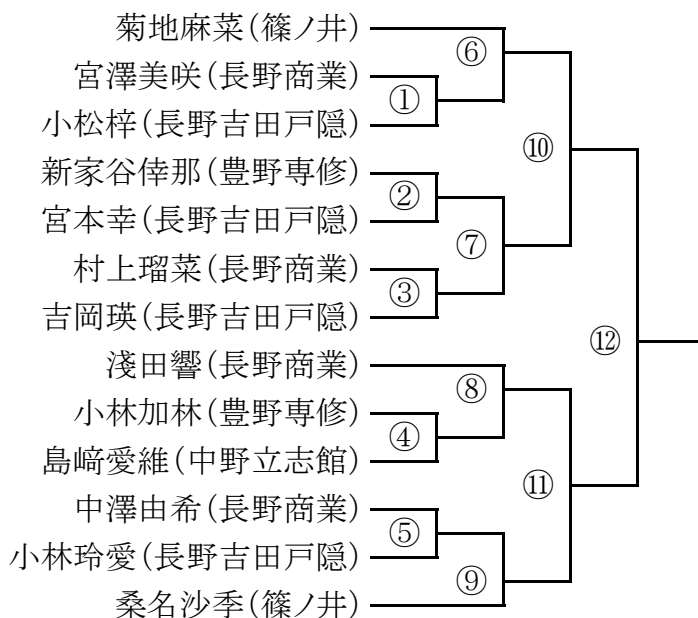 菊地麻菜(篠ノ井)
⑥
宮澤美咲(長野商業)
①
小松梓(長野吉田戸隠)
⑩
新家谷倖那(豊野専修)
②
宮本幸(長野吉田戸隠)
⑦
村上瑠菜(長野商業)
③
吉岡瑛(長野吉田戸隠)
⑫
淺田響(長野商業)
⑧
小林加林(豊野専修)
④
島﨑愛維(中野立志館)
⑪
中澤由希(長野商業)
⑤
小林玲愛(長野吉田戸隠)
⑨
桑名沙季(篠ノ井)